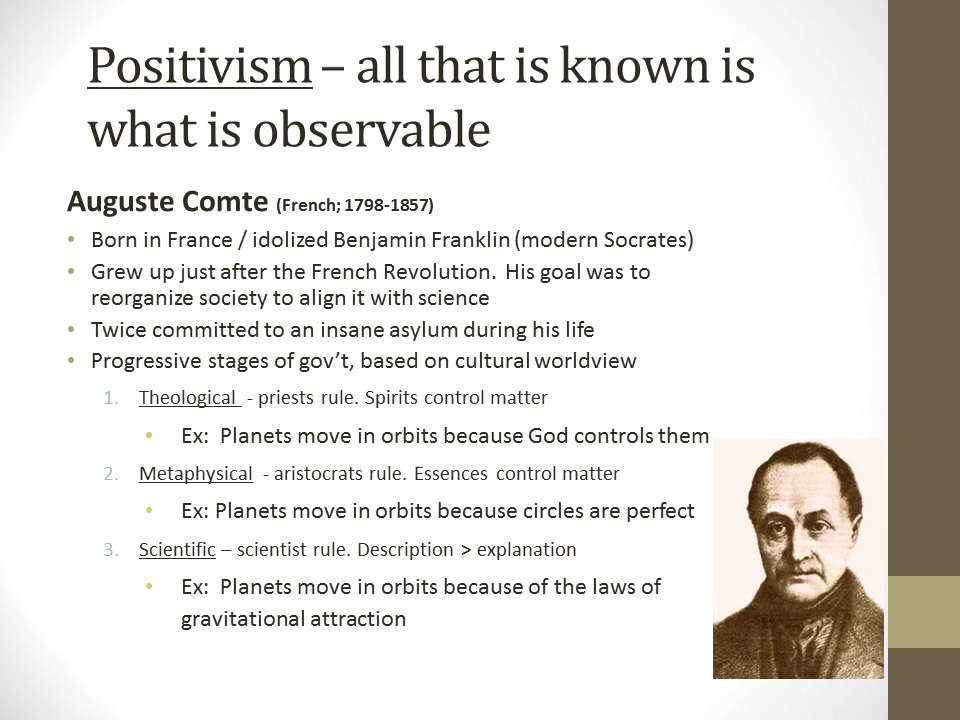 Positivism – all that is known is
what is observable
Auguste Comte (French; 1798-1857)
• Born in France / idolized Benjamin Franklin (modern Socrates)
• Grew up just after the French Revolution.  His goal was to
reorganize society to align it with science
• Twice committed to an insane asylum during his life
• Progressive stages of gov’t, based on cultural worldview
1. Theological  - priests rule. Spirits control matter
• Ex:  Planets move in orbits because God controls them
2. Metaphysical  - aristocrats rule. Essences control matter
• Ex: Planets move in orbits because circles are perfect
3. Scientific – scientist rule. Description > explanation
• Ex:  Planets move in orbits because of the laws of
gravitational attraction